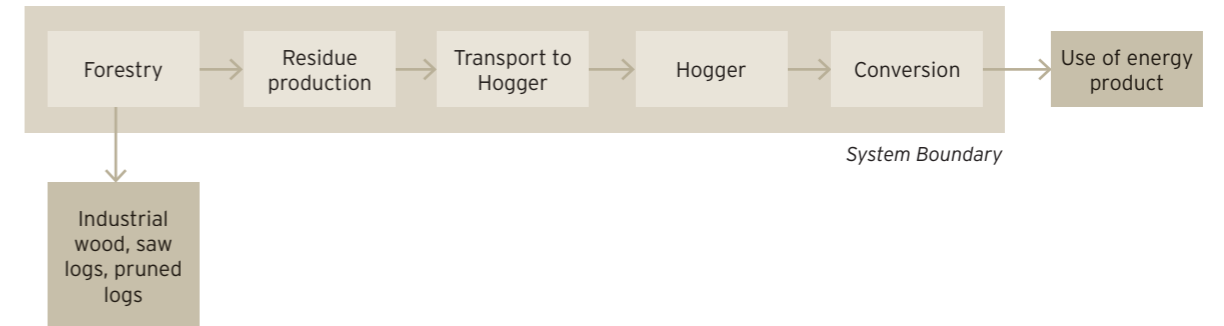 Forestry
Residue
production
Transport to
Hogger
Hogger
Conversion
Use of energy
product
System Boundary
Industrial
wood, saw
logs, pruned
logs